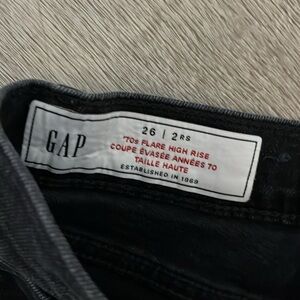 GAP
26 | 2RS
'70S FLARE HIGH RISE
COUPE ÉVASÉE ANNÉES 70
TAILLE HAUTE
ESTABLISHED IN 1969